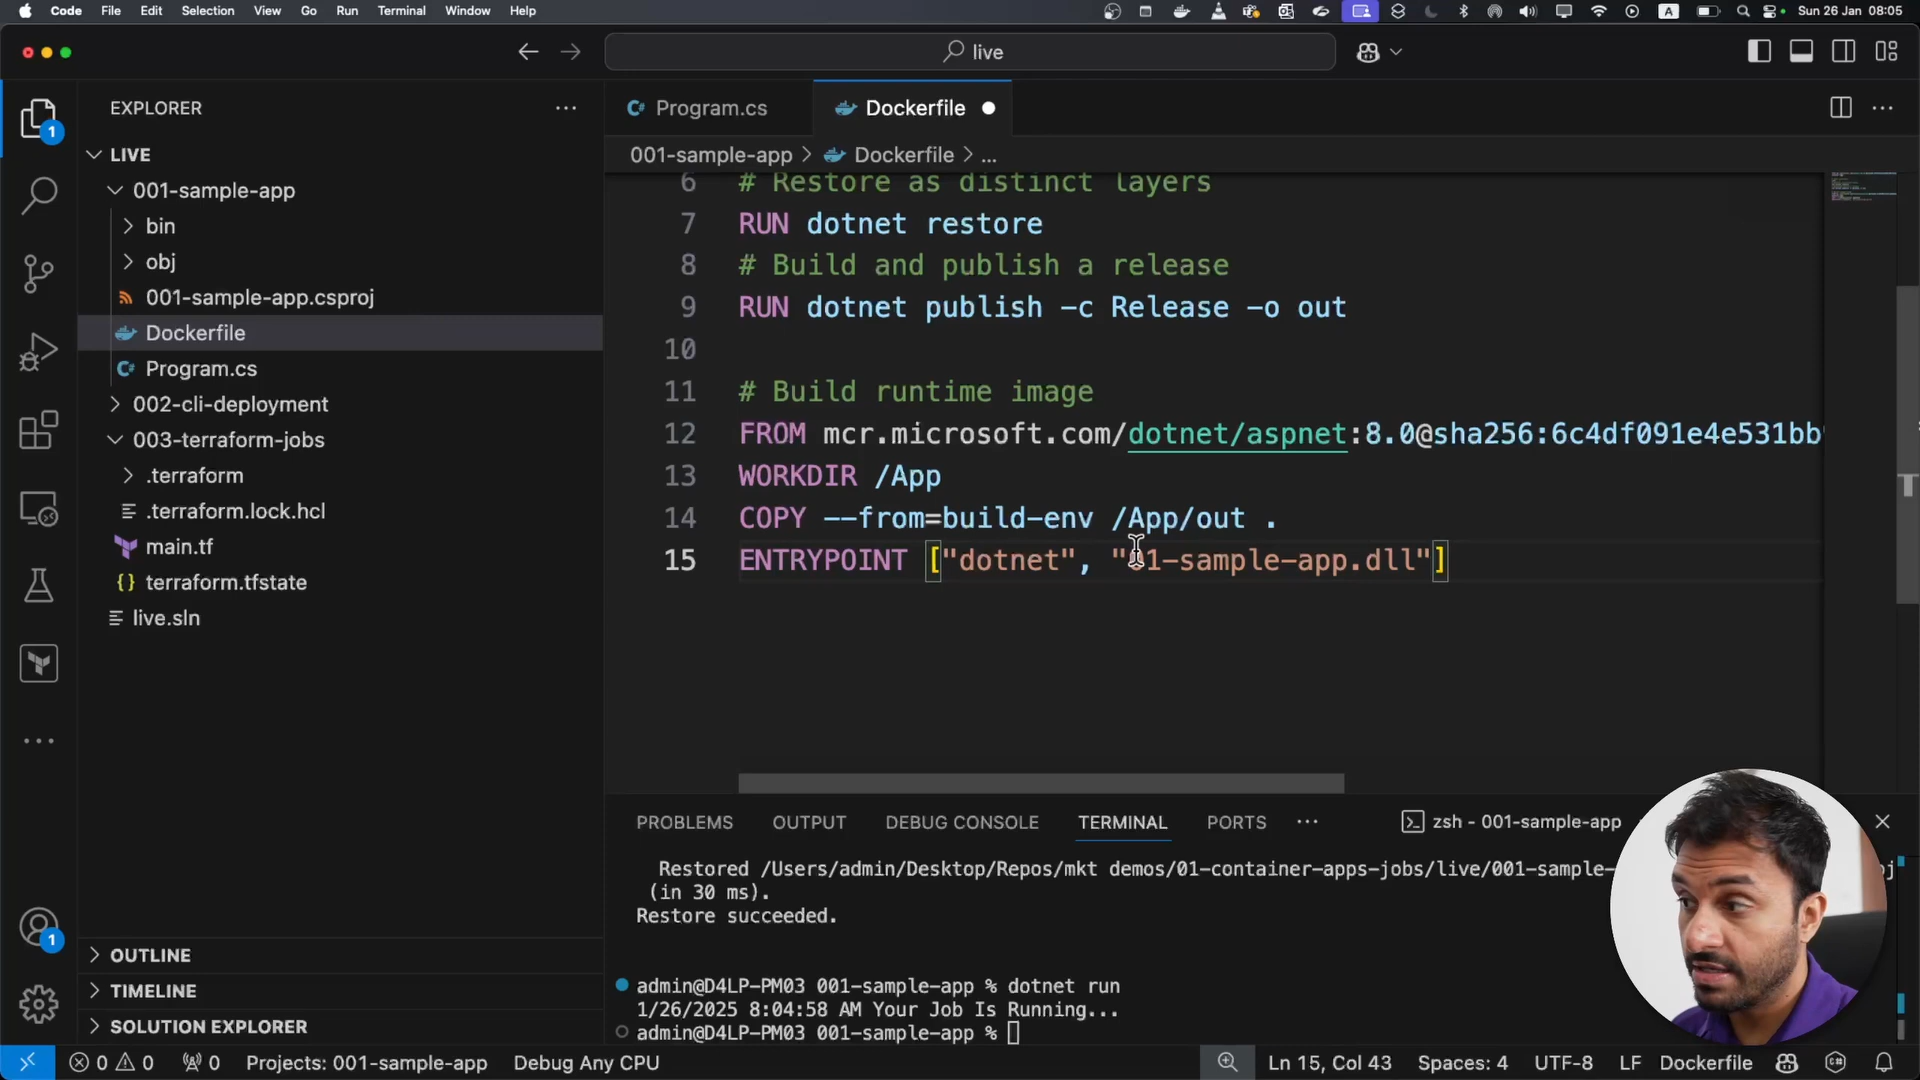 Code File Edit Selection View Go Run Terminal Window Help
A
Sun 26 Jan 08:05
live
EXPLORER
LIVE
001-sample-app
bin
obj
001-sample-app.csproj
Dockerfile
Program.cs
002-cli-deployment
003-terraform-jobs
.terraform
.terraform.lock.hcl
main.tf
{} terraform.tfstate
live.sln
OUTLINE
TIMELINE
SOLUTION EXPLORER
1
1
Program.cs
Dockerfile
001-sample-app > Dockerfile > ...
6 # Restore as distinct layers
7 RUN dotnet restore
8 # Build and publish a release
9 RUN dotnet publish -c Release -o out
10
11 # Build runtime image
12 FROM mcr.microsoft.com/dotnet/aspnet:8.0@sha256:6c4df091e4e531bb
13 WORKDIR /App
14 COPY --from=build-env /App/out .
15 ENTRYPOINT ["dotnet", "01-sample-app.dll"]
PROBLEMS OUTPUT DEBUG CONSOLE TERMINAL PORTS
zsh - 001-sample-app
Restored /Users/admin/Desktop/Repos/mkt demos/01-container-apps-jobs/live/001-sample-
(in 30 ms).
Restore succeeded.
admin@D4LP-PM03 001-sample-app % dotnet run
1/26/2025 8:04:58 AM Your Job Is Running...
admin@D4LP-PM03 001-sample-app %
0 0 0 Projects: 001-sample-app Debug Any CPU
Ln 15, Col 43 Spaces: 4 UTF-8 LF Dockerfile